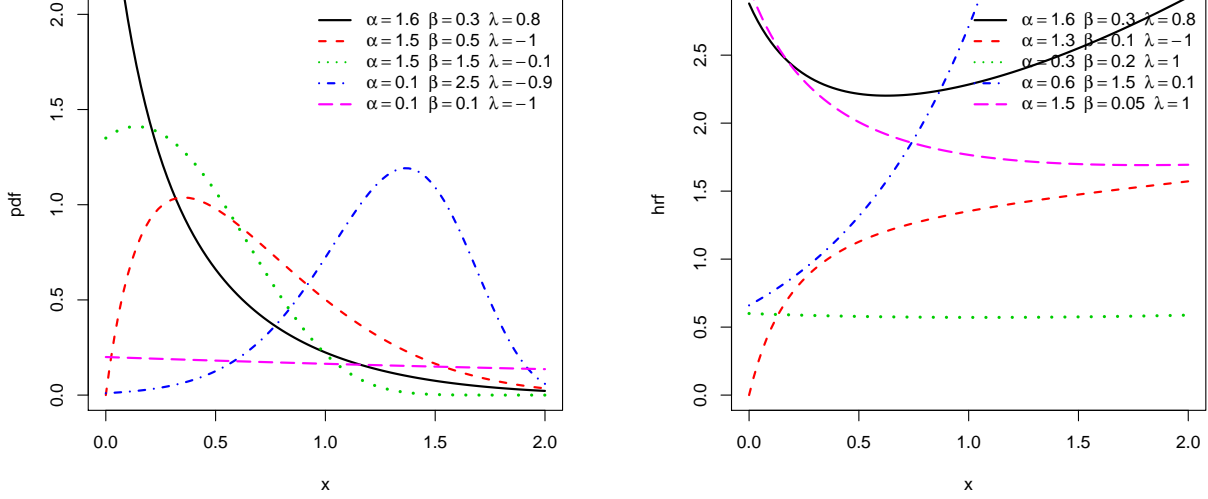 pdf
2.0
1.5
1.0
0.5
0.0
α = 1.6 β = 0.3 λ = 0.8
α = 1.5 β = 0.5 λ = −1
α = 1.5 β = 1.5 λ = −0.1
α = 0.1 β = 2.5 λ = −0.9
α = 0.1 β = 0.1 λ = −1
0.0 0.5 1.0 1.5 2.0
x
hrf
2.5
2.0
1.5
1.0
0.5
0.0
α = 1.6 β = 0.3 λ = 0.8
α = 1.3 β = 0.1 λ = −1
α = 0.3 β = 0.2 λ = 1
α = 0.6 β = 1.5 λ = 0.1
α = 1.5 β = 0.05 λ = 1
0.0 0.5 1.0 1.5 2.0
x